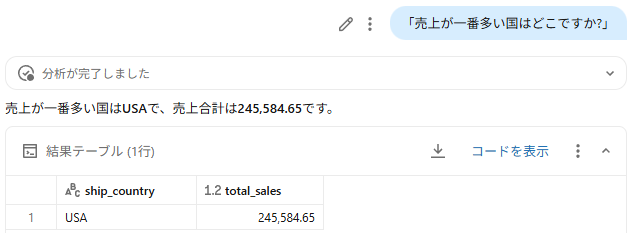 「売上が一番多い国はどこですか?」
分析が完了しました
売上が一番多い国はUSAで、売上合計は245,584.65です。
結果テーブル (1行)
コードを表示
ABC ship_country 1.2 total_sales
1 USA 245,584.65